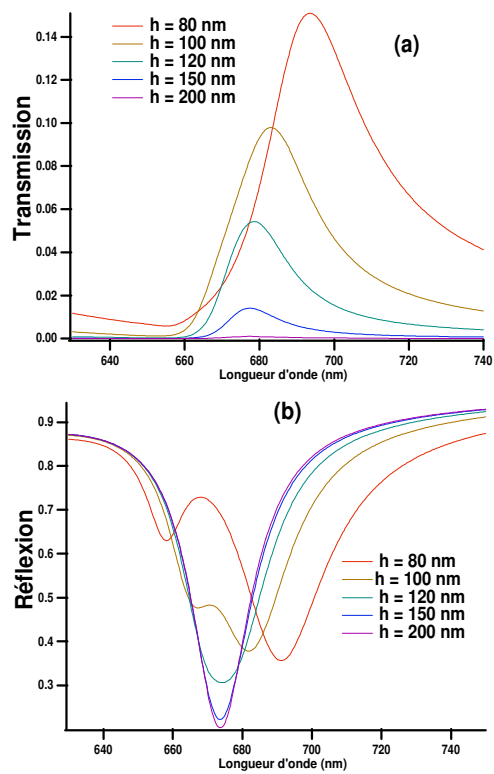 h = 80 nm
h = 100 nm
h = 120 nm
h = 150 nm
h = 200 nm
(a)
Transmission
0.14
0.12
0.10
0.08
0.06
0.04
0.02
0.00
640 660 680 700 720 740
Longueur d'onde (nm)
(b)
Réflexion
0.9
0.8
0.7
0.6
0.5
0.4
0.3
h = 80 nm
h = 100 nm
h = 120 nm
h = 150 nm
h = 200 nm
640 660 680 700 720 740
Longueur d'onde (nm)